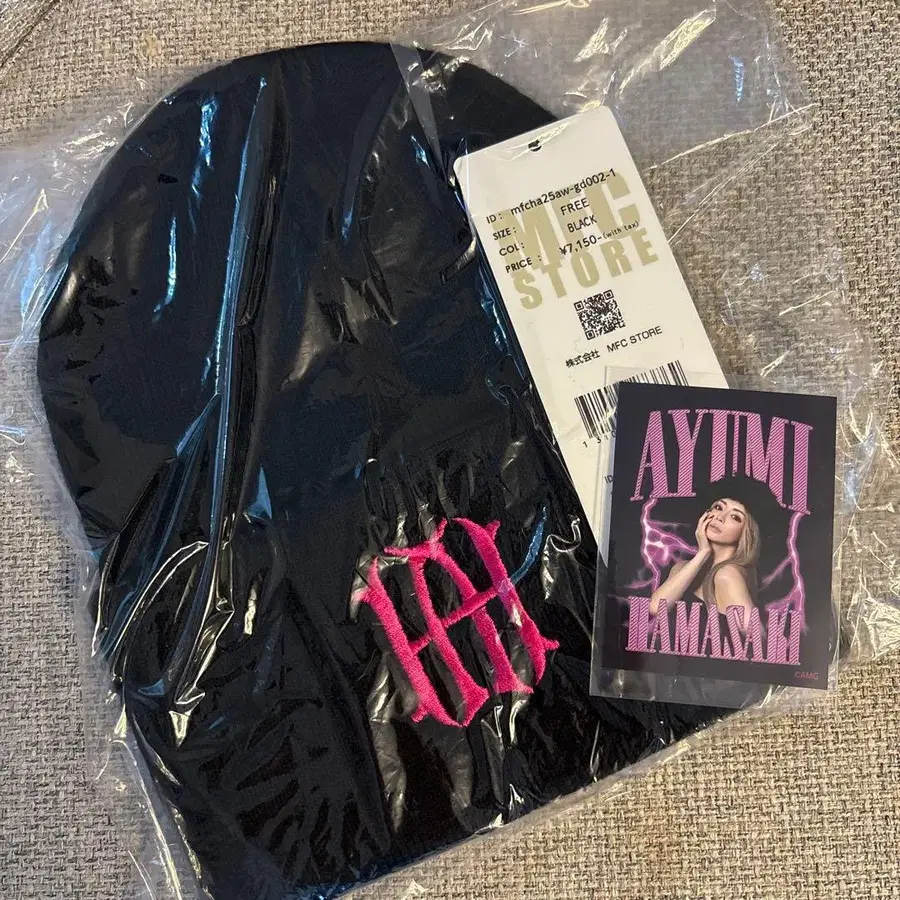 ID: mfcha25aw-gd002-1
SIZE: FREE
COL: BLACK
PRICE : ¥7,150-(with tax)
MFC
STORE
株式会社 MFC STORE
AYUMI
HAMASAKI
©AMG